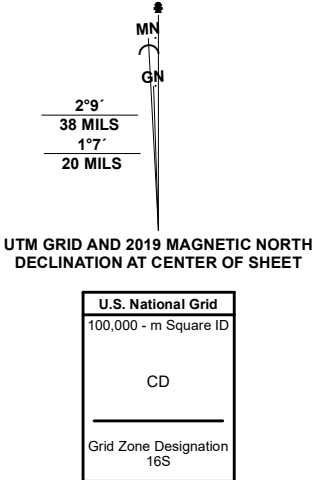 MN
GN
2°9´
38 MILS
1°7´
20 MILS
UTM GRID AND 2019 MAGNETIC NORTH
DECLINATION AT CENTER OF SHEET
U.S. National Grid
100,000 - m Square ID
CD
Grid Zone Designation
16S